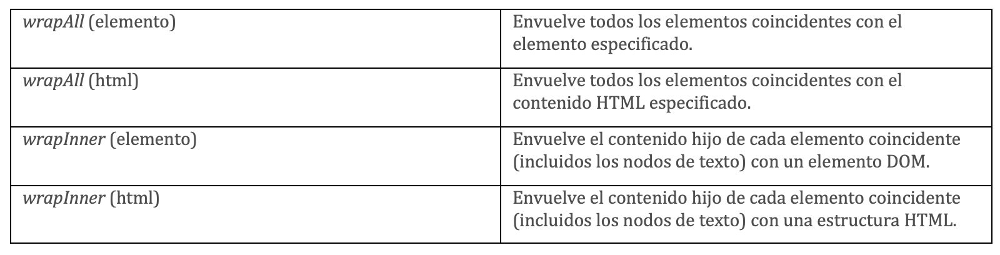 wrapAll (elemento)
Envuelve todos los elementos coincidentes con el
elemento especificado.
wrapAll (html)
Envuelve todos los elementos coincidentes con el
contenido HTML especificado.
wrapInner (elemento)
Envuelve el contenido hijo de cada elemento coincidente
(incluidos los nodos de texto) con un elemento DOM.
wrapInner (html)
Envuelve el contenido hijo de cada elemento coincidente
(incluidos los nodos de texto) con una estructura HTML.